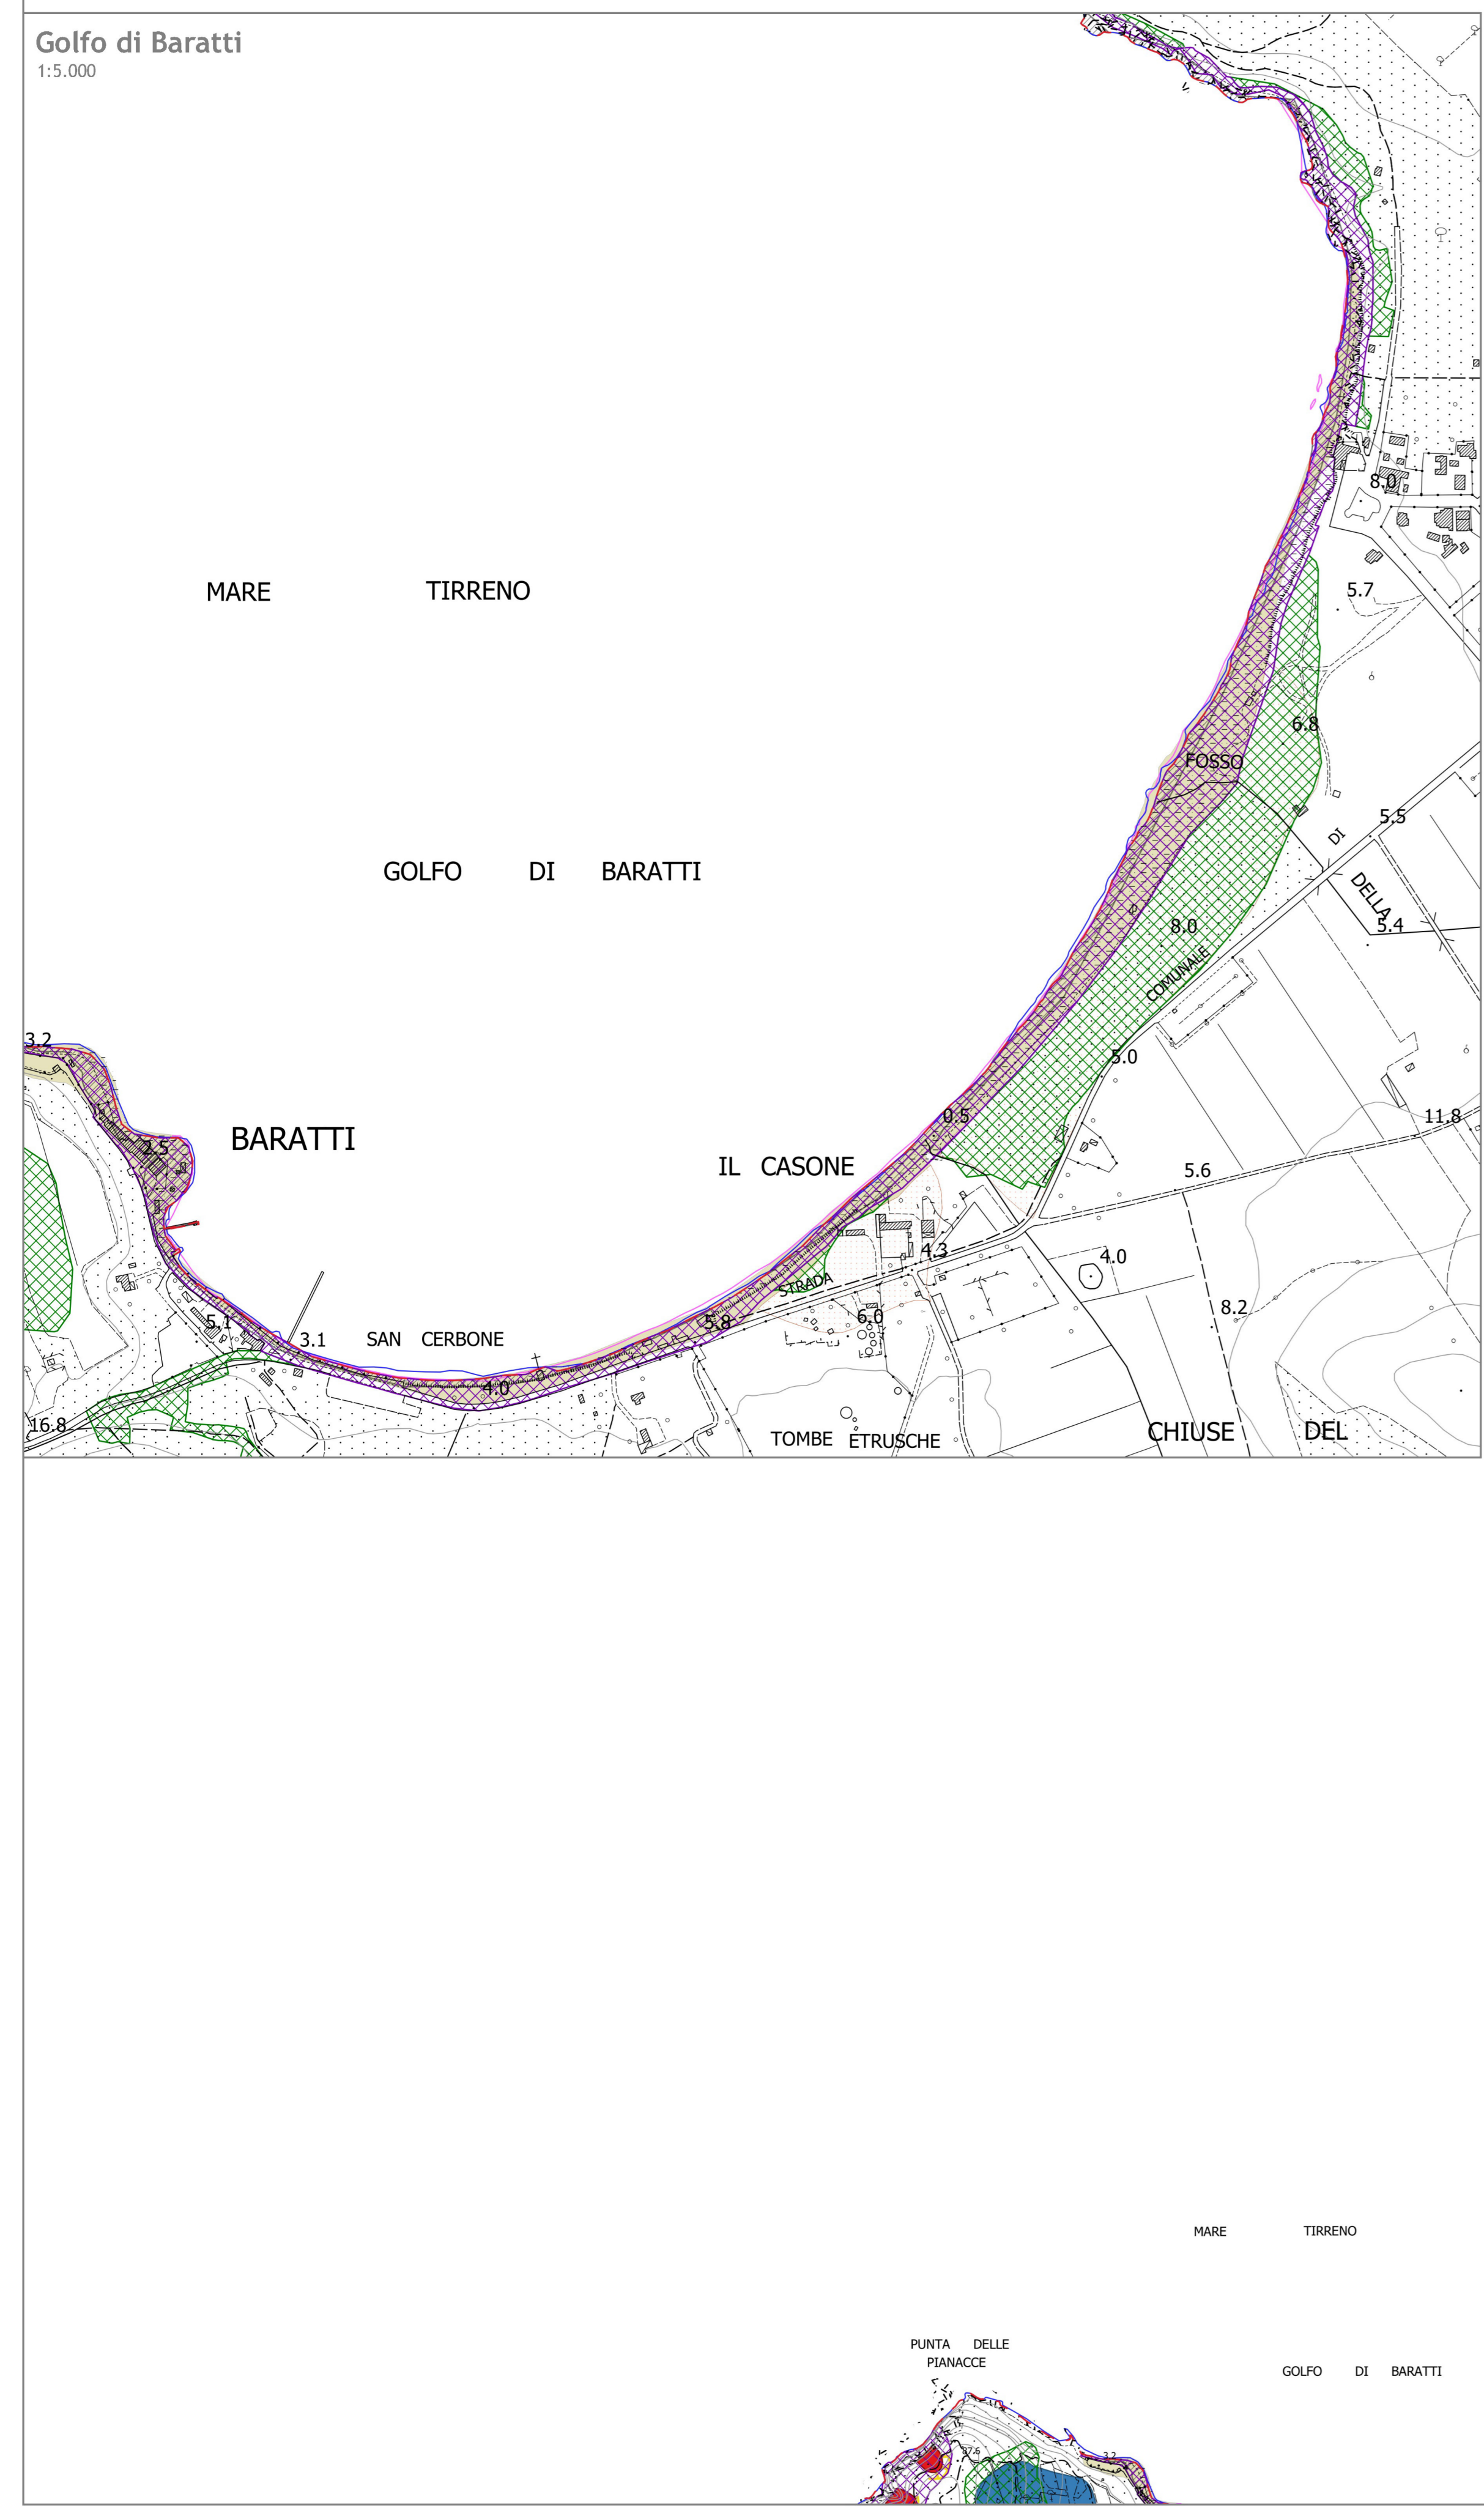 Golfo di Baratti
1:5.000
8.0
MARE TIRRENO
5.7
6.8
FOSSO
5.5
DI
GOLFO DI BARATTI
DELLA
5.4
8.0
COMUNALE
3.2
5.0
0.5
11.8
BARATTI
2.5
IL CASONE
5.6
4.3
4.0
STRADA
8.2
5.1
5.8
6.0
3.1
SAN CERBONE
4.0
16.8
TOMBE ETRUSCHE
CHIUSE DEL
MARE TIRRENO
PUNTA DELLE
PIANACCE
GOLFO DI BARATTI
3.2